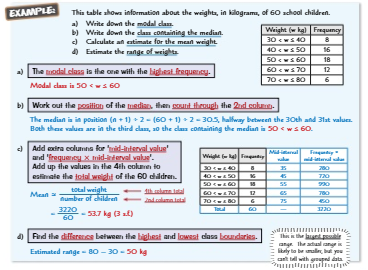 EXAMPLE:
This table shows information about the weights, in kilograms, of 60 school children.
a) Write down the modal class.
b) Write down the class containing the median.
c) Calculate an estimate for the mean weight.
d) Estimate the range of weights.
Weight (w kg) Frequency
30 < w ≤ 40 8
40 < w ≤ 50 16
50 < w ≤ 60 18
60 < w ≤ 70 12
70 < w ≤ 80 6
a) The modal class is the one with the highest frequency.
Modal class is 50 < w ≤ 60
b) Work out the position of the median, then count through the 2nd column.
The median is in position (n + 1) ÷ 2 = (60 + 1) ÷ 2 = 30.5, halfway between the 30th and 31st values.
Both these values are in the third class, so the class containing the median is 50 < w ≤ 60.
c) Add extra columns for 'mid-interval value'
and 'frequency × mid-interval value'.
Add up the values in the 4th column to
estimate the total weight of the 60 children.
Mean ≈ total weight ← 4th column total
number of children ← 2nd column total
= 3220
60 = 53.7 kg (3 s.f.)
Weight (w kg) Frequency Mid-interval value Frequency × mid-interval value
30 < w ≤ 40 8 35 280
40 < w ≤ 50 16 45 720
50 < w ≤ 60 18 55 990
60 < w ≤ 70 12 65 780
70 < w ≤ 80 6 75 450
Total 60 — 3220
d) Find the difference between the highest and lowest class boundaries.
Estimated range = 80 − 30 = 50 kg
This is the largest possible
range. The actual range is
likely to be smaller, but you
can't tell with grouped data.